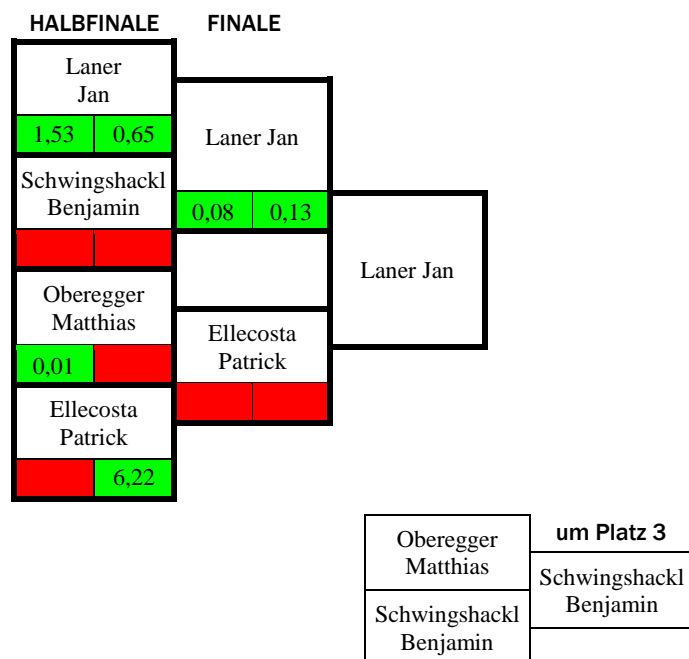 HALBFINALE FINALE
Laner
Jan
1,53 0,65
Schwingshackl
Benjamin
Oberegger
Matthias
0,01
Ellecosta
Patrick
6,22
Laner Jan
0,08 0,13
Ellecosta
Patrick
Laner Jan
um Platz 3
Oberegger
Matthias
Schwingshackl
Benjamin
Schwingshackl
Benjamin